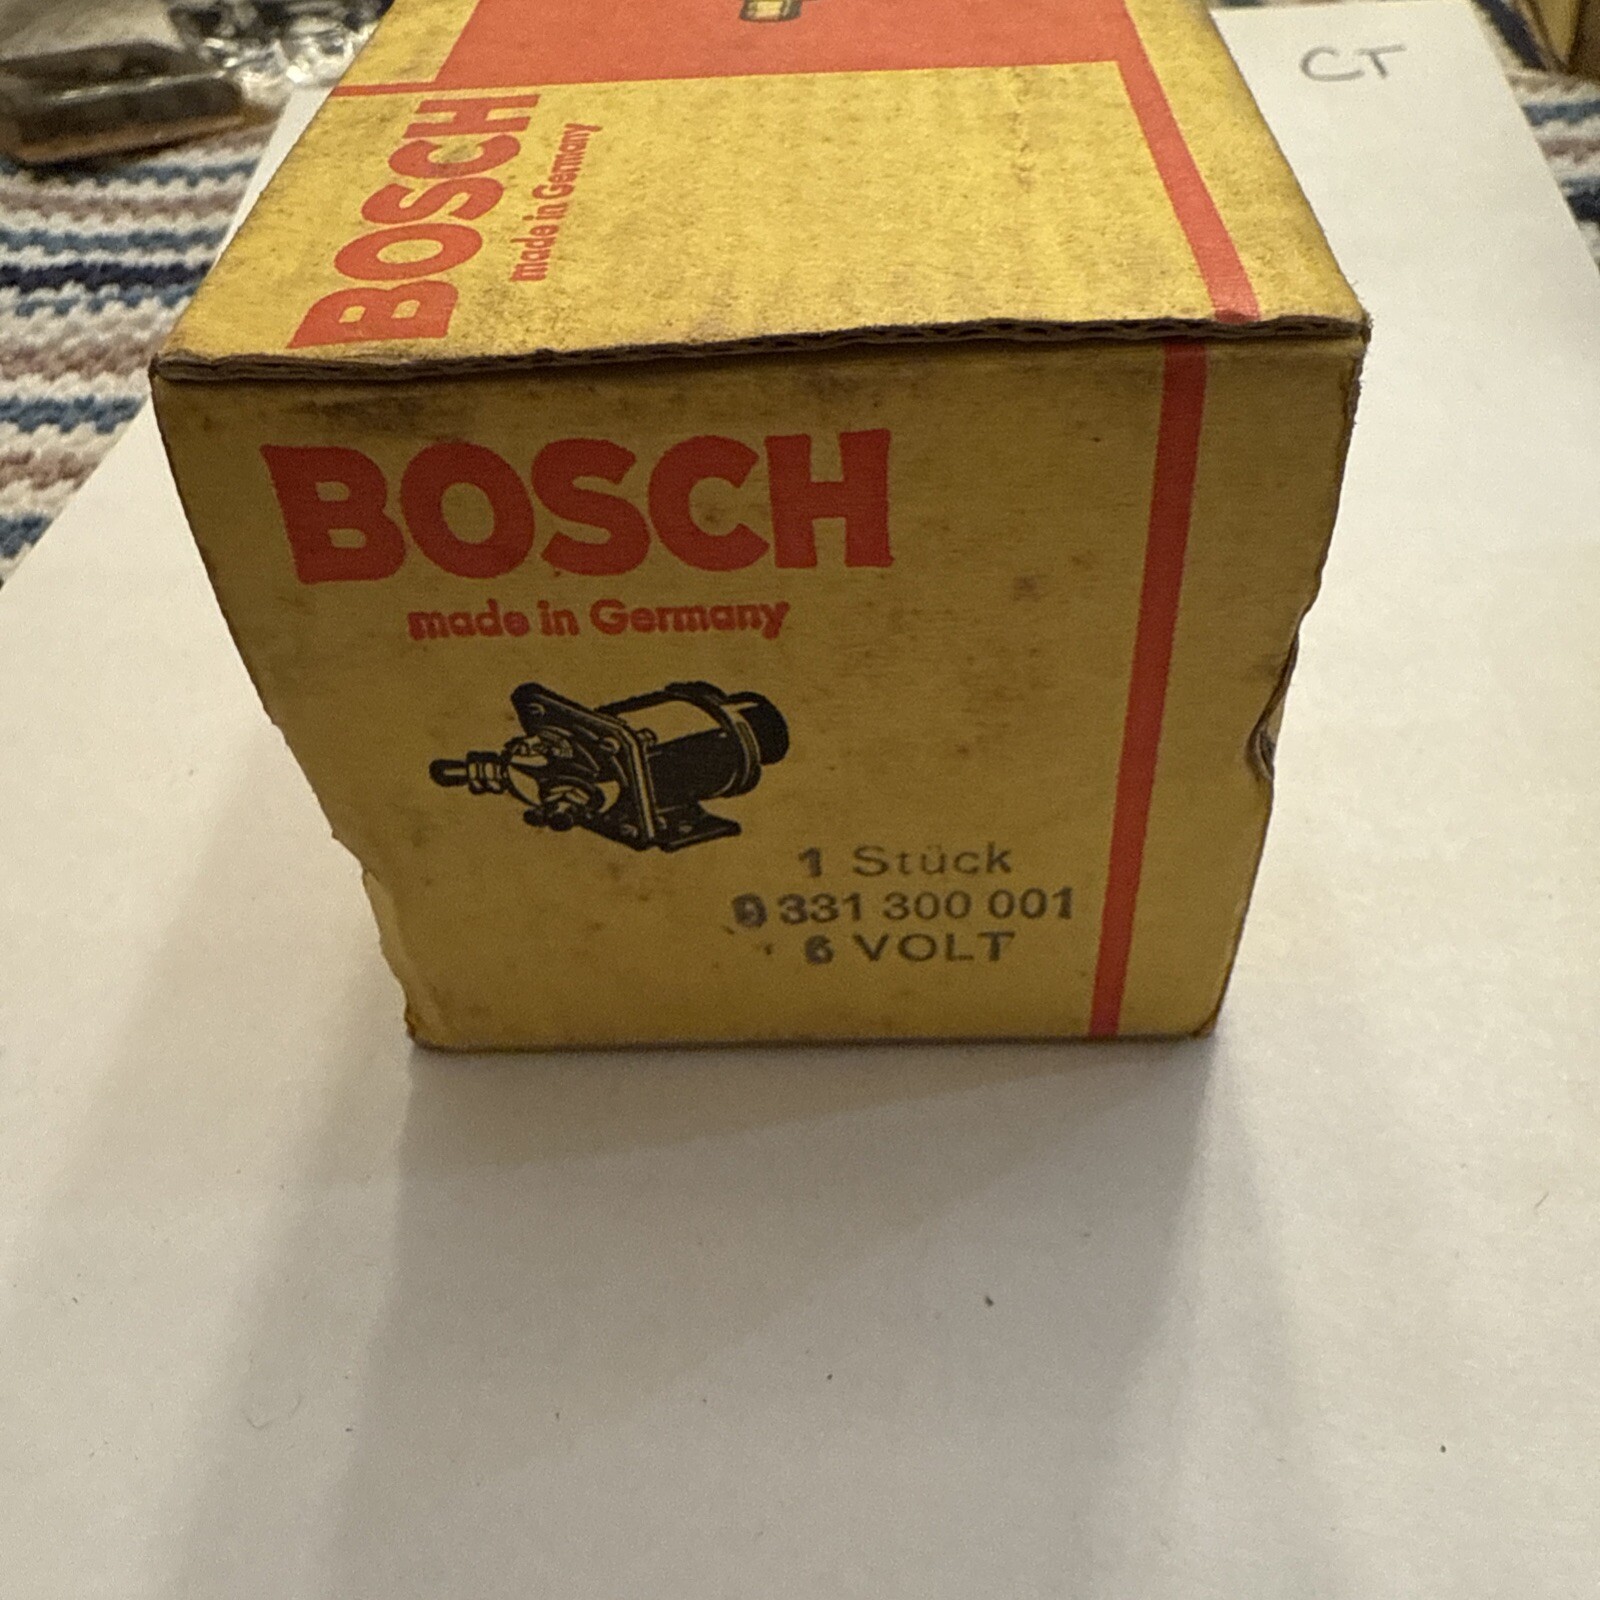 CT
BOSCH
made in Germany
BOSCH
made in Germany
1 Stück
0 331 300 001
6 VOLT